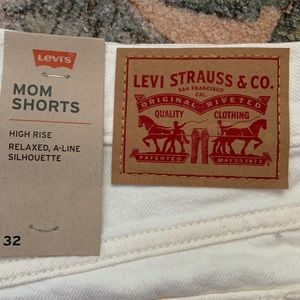 Levi's
MOM
SHORTS
HIGH RISE
RELAXED, A-LINE
SILHOUETTE
32
LEVI STRAUSS & CO.
SAN FRANCISCO
CAL.
ORIGINAL RIVETED
QUALITY CLOTHING
PATENTED MAY 20 1873